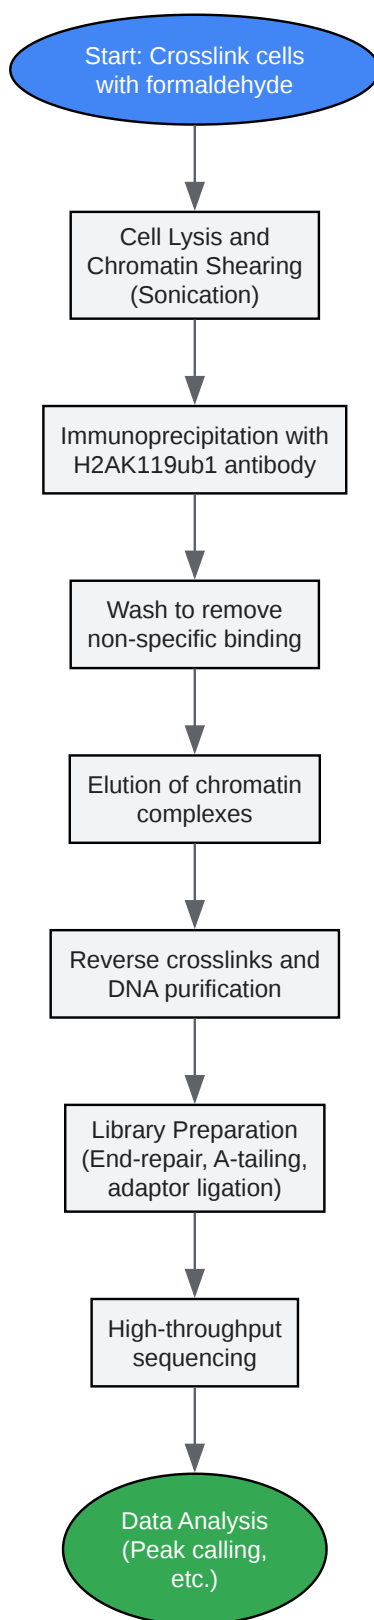 Start: Crosslink cells
with formaldehyde
Cell Lysis and
Chromatin Shearing
(Sonication)
Immunoprecipitation with
H2AK119ub1 antibody
Wash to remove
non-specific binding
Elution of chromatin
complexes
Reverse crosslinks and
DNA purification
Library Preparation
(End-repair, A-tailing,
adaptor ligation)
High-throughput
sequencing
Data Analysis
(Peak calling,
etc.)